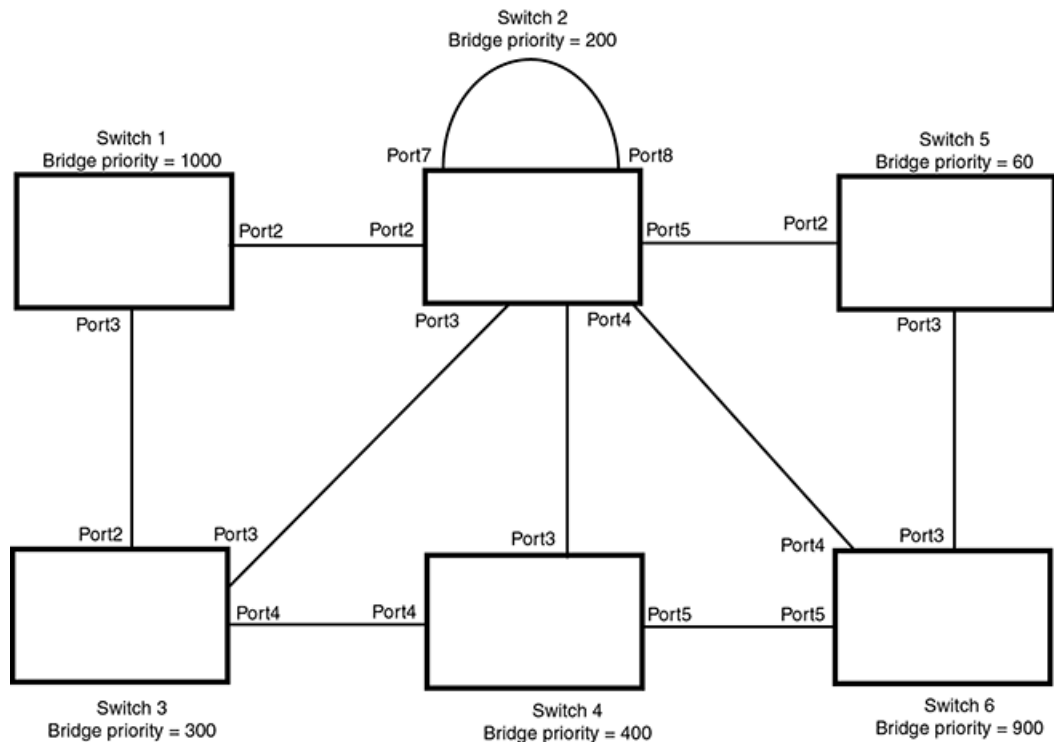 Switch 2
Bridge priority = 200
Switch 1
Bridge priority = 1000
Switch 5
Bridge priority = 60
Port7
Port8
Port2
Port2
Port5
Port2
Port3
Port3
Port4
Port3
Port2
Port3
Port3
Port4
Port3
Port4
Port4
Port5
Port5
Switch 3
Bridge priority = 300
Switch 4
Bridge priority = 400
Switch 6
Bridge priority = 900